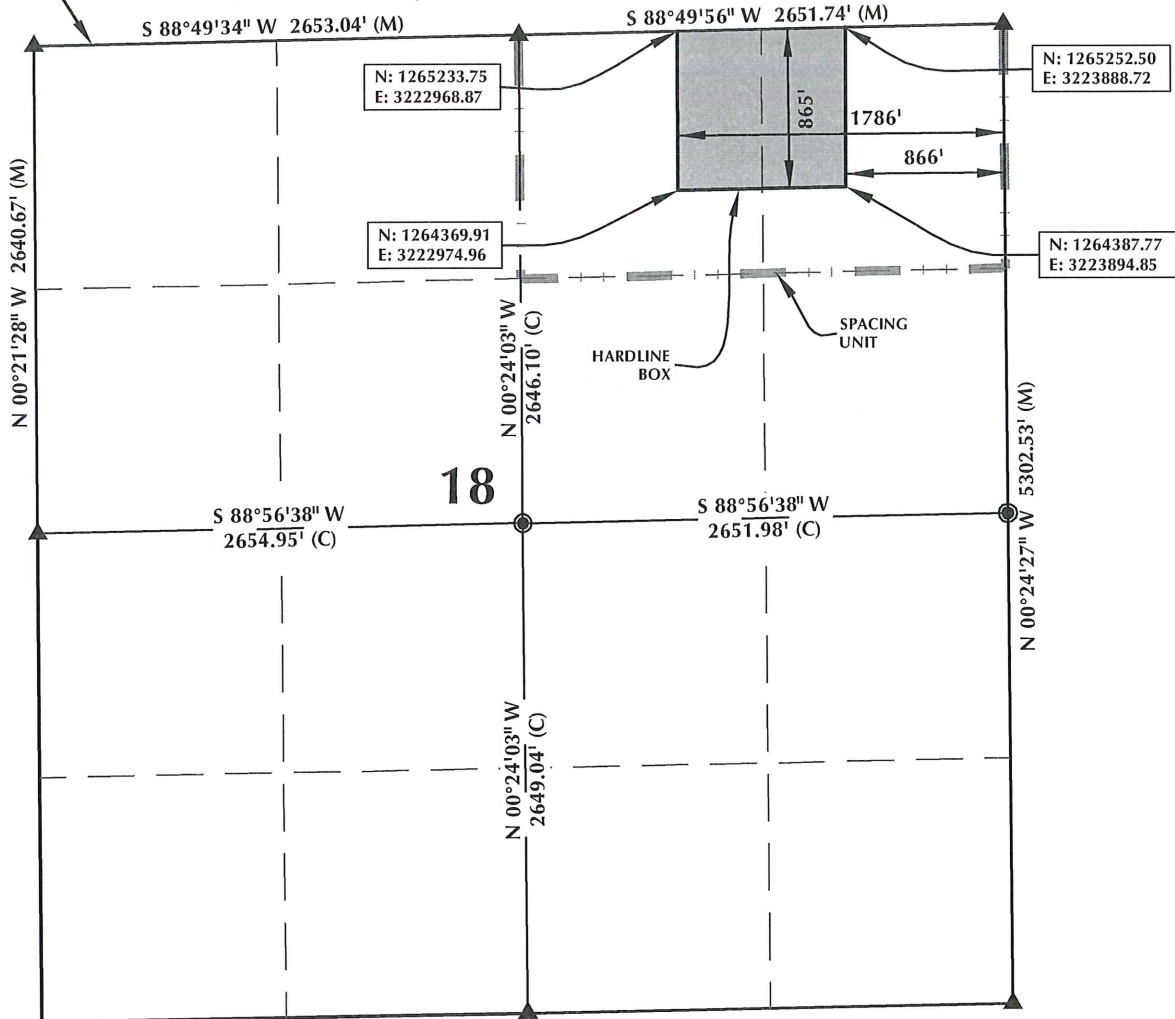 S 88°49'34" W 2653.04' (M)
S 88°49'56" W 2651.74' (M)
N: 1265233.75
E: 3222968.87
N: 1265252.50
E: 3223888.72
865'
1786'
866'
N 00°21'28" W 2640.67' (M)
N: 1264369.91
E: 3222974.96
N: 1264387.77
E: 3223894.85
SPACING
UNIT
HARDLINE
BOX
N 00°24'03" W
2646.10' (C)
N 00°24'27" W 5302.53' (M)
18
S 88°56'38" W
2654.95' (C)
S 88°56'38" W
2651.98' (C)
N 00°24'03" W
2649.04' (C)